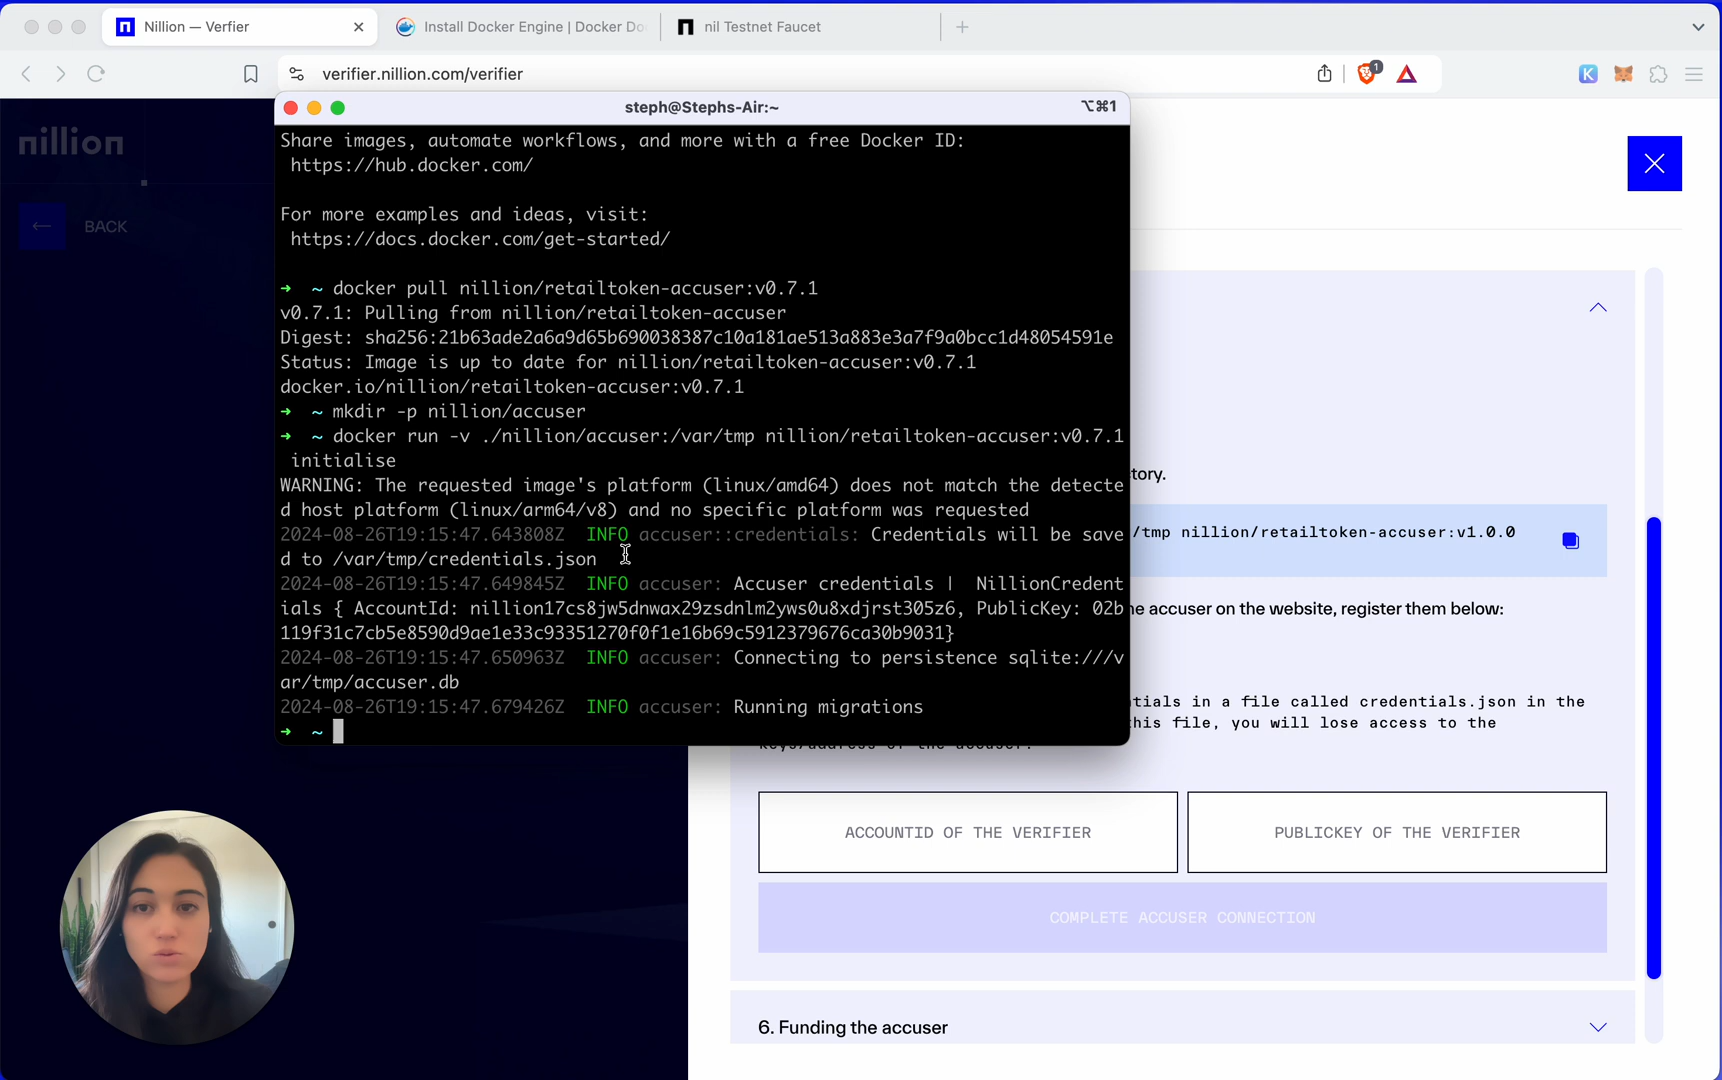 Nillion — Verfier
Install Docker Engine | Docker Do
nil Testnet Faucet
verifier.nillion.com/verifier
1
K
nillion
BACK
steph@Stephs-Air:~
⌥⌘1
Share images, automate workflows, and more with a free Docker ID:
https://hub.docker.com/
For more examples and ideas, visit:
https://docs.docker.com/get-started/
➜ ~ docker pull nillion/retailtoken-accuser:v0.7.1
v0.7.1: Pulling from nillion/retailtoken-accuser
Digest: sha256:21b63ade2a6a9d65b690038387c10a181ae513a883e3a7f9a0bcc1d48054591e
Status: Image is up to date for nillion/retailtoken-accuser:v0.7.1
docker.io/nillion/retailtoken-accuser:v0.7.1
➜ ~ mkdir -p nillion/accuser
➜ ~ docker run -v ./nillion/accuser:/var/tmp nillion/retailtoken-accuser:v0.7.1
initialise
WARNING: The requested image's platform (linux/amd64) does not match the detecte
d host platform (linux/arm64/v8) and no specific platform was requested
2024-08-26T19:15:47.643808Z INFO accuser::credentials: Credentials will be save
d to /var/tmp/credentials.json
2024-08-26T19:15:47.649845Z INFO accuser: Accuser credentials | NillionCredent
ials { AccountId: nillion17cs8jw5dnwax29zsdnlm2yws0u8xdjrst305z6, PublicKey: 02b
119f31c7cb5e8590d9ae1e33c93351270f0f1e16b69c5912379676ca30b9031}
2024-08-26T19:15:47.650963Z INFO accuser: Connecting to persistence sqlite:///v
ar/tmp/accuser.db
2024-08-26T19:15:47.679426Z INFO accuser: Running migrations
➜ ~
tory.
/tmp nillion/retailtoken-accuser:v1.0.0
e accuser on the website, register them below:
tials in a file called credentials.json in the
his file, you will lose access to the
keys/address of the accuser.
ACCOUNTID OF THE VERIFIER
PUBLICKEY OF THE VERIFIER
COMPLETE ACCUSER CONNECTION
6. Funding the accuser